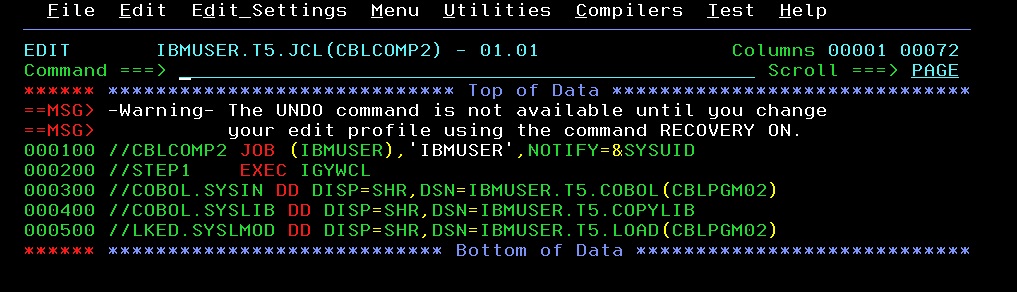 File  Edit  Edit_Settings  Menu  Utilities  Compilers  Test  Help
EDIT       IBMUSER.T5.JCL(CBLCOMP2) - 01.01                Columns 00001 00072
Command ===> _                                                Scroll ===> PAGE
****** ***************************** Top of Data ******************************
==MSG> -Warning- The UNDO command is not available until you change
==MSG>           your edit profile using the command RECOVERY ON.
000100 //CBLCOMP2 JOB (IBMUSER),'IBMUSER',NOTIFY=&SYSUID
000200 //STEP1    EXEC IGYWCL
000300 //COBOL.SYSIN DD DISP=SHR,DSN=IBMUSER.T5.COBOL(CBLPGM02)
000400 //COBOL.SYSLIB DD DISP=SHR,DSN=IBMUSER.T5.COPYLIB
000500 //LKED.SYSLMOD DD DISP=SHR,DSN=IBMUSER.T5.LOAD(CBLPGM02)
****** **************************** Bottom of Data ****************************